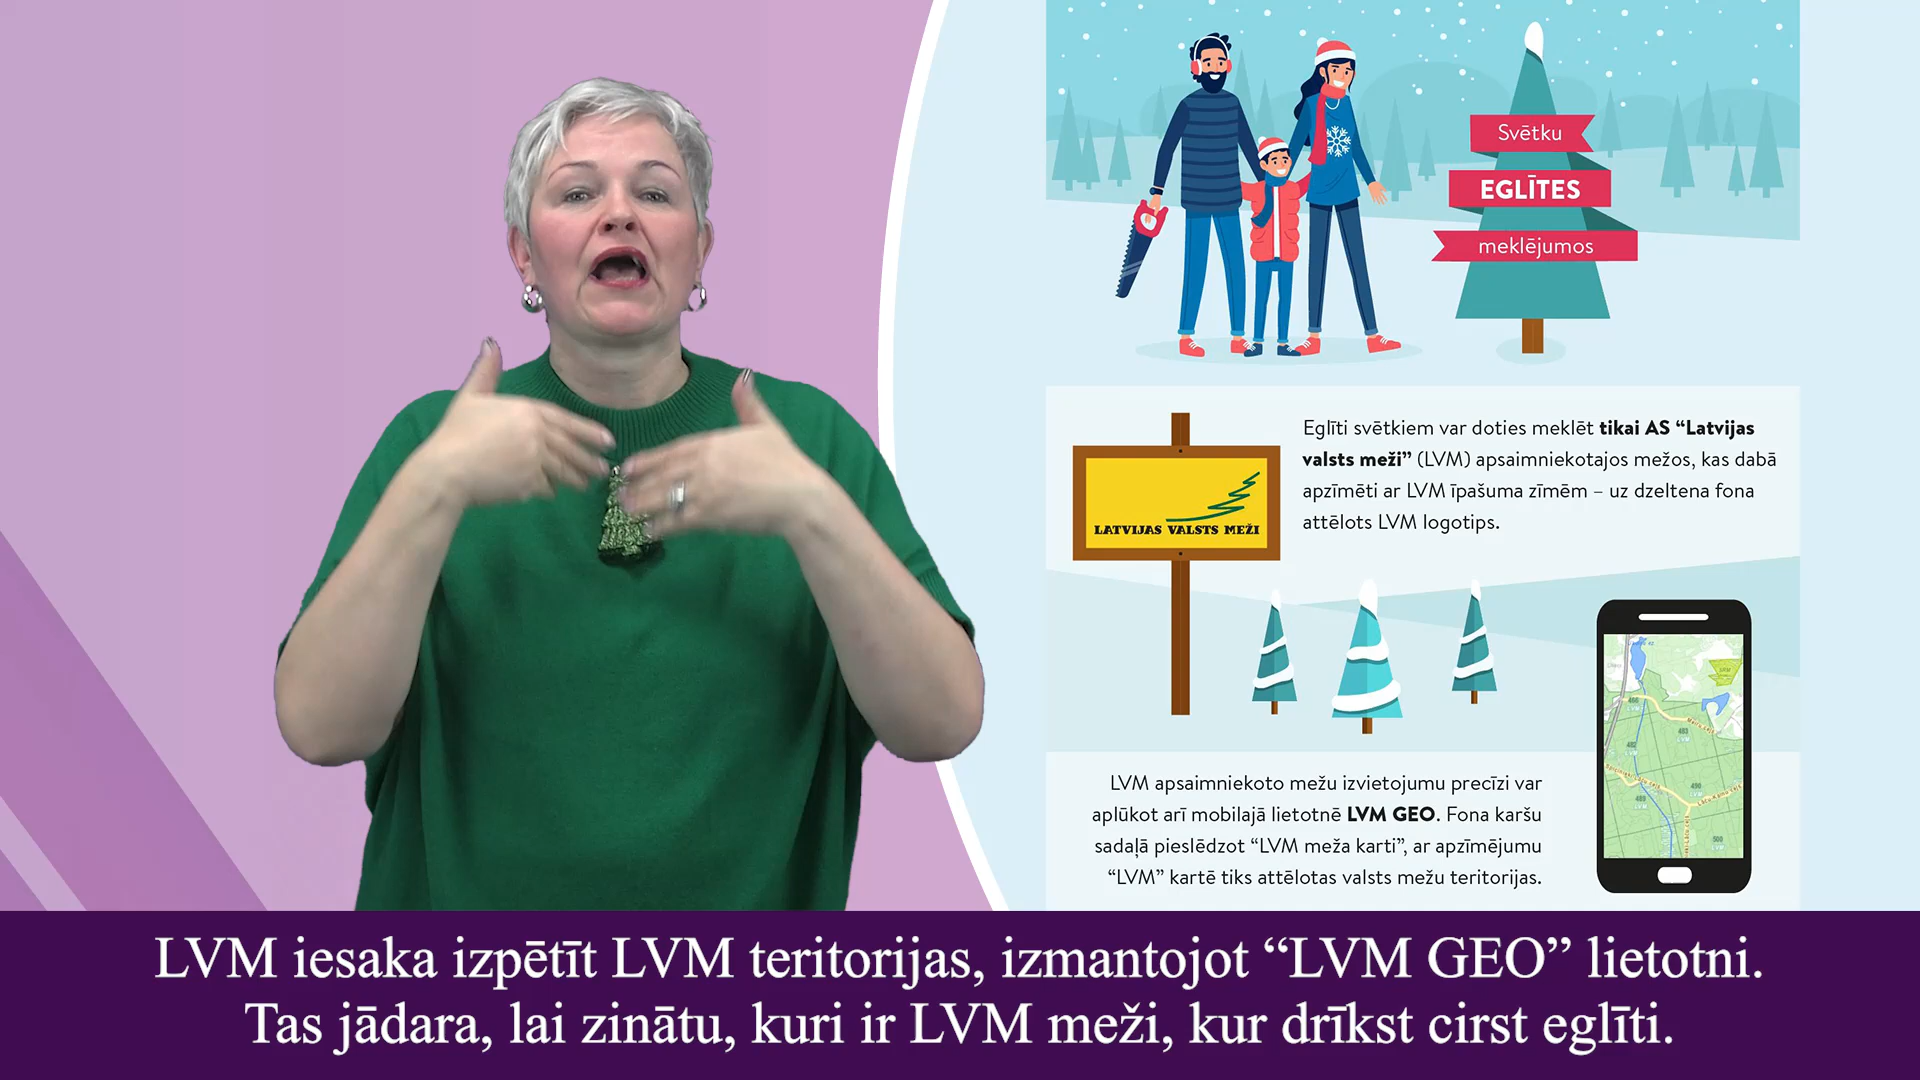 Svētku
EGLĪTES
meklējumos
Eglīti svētkiem var doties meklēt tikai AS “Latvijas
valsts meži” (LVM) apsaimniekotajos mežos, kas dabā
apzīmēti ar LVM īpašuma zīmēm – uz dzeltena fona
attēlots LVM logotips.
LATVIJAS VALSTS MEŽI
LVM apsaimniekoto mežu izvietojumu precīzi var
aplūkot arī mobilajā lietotnē LVM GEO. Fona karšu
sadaļā pieslēdzot “LVM meža karti”, ar apzīmējumu
“LVM” kartē tiks attēlotas valsts mežu teritorijas.
LVM iesaka izpētīt LVM teritorijas, izmantojot “LVM GEO” lietotni.
Tas jādara, lai zinātu, kuri ir LVM meži, kur drīkst cirst eglīti.